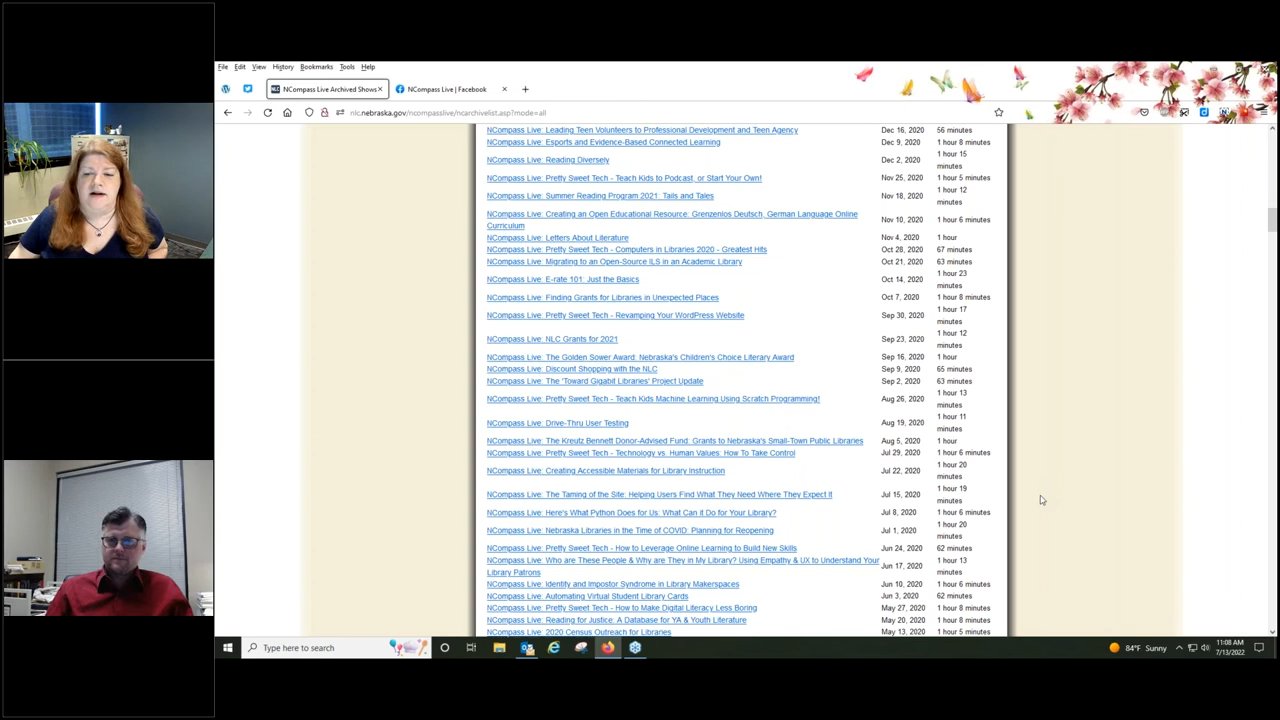 File Edit View History Bookmarks Tools Help
NCompass Live Archived Shows × NCompass Live | Facebook × +
nlc.nebraska.gov/ncompasslive/ncarchivelist.asp?mode=all
NCompass Live: Leading Teen Volunteers to Professional Development and Teen Agency Dec 16, 2020 56 minutes
NCompass Live: Esports and Evidence-Based Connected Learning Dec 9, 2020 1 hour 8 minutes
NCompass Live: Reading Diversely Dec 2, 2020 1 hour 15
minutes
NCompass Live: Pretty Sweet Tech - Teach Kids to Podcast, or Start Your Own! Nov 25, 2020 1 hour 5 minutes
NCompass Live: Summer Reading Program 2021: Tails and Tales Nov 18, 2020 1 hour 12
minutes
NCompass Live: Creating an Open Educational Resource: Grenzenlos Deutsch, German Language Online
Curriculum Nov 10, 2020 1 hour 6 minutes
NCompass Live: Letters About Literature Nov 4, 2020 1 hour
NCompass Live: Pretty Sweet Tech - Computers in Libraries 2020 - Greatest Hits Oct 28, 2020 67 minutes
NCompass Live: Migrating to an Open-Source ILS in an Academic Library Oct 21, 2020 63 minutes
NCompass Live: E-rate 101: Just the Basics Oct 14, 2020 1 hour 23
minutes
NCompass Live: Finding Grants for Libraries in Unexpected Places Oct 7, 2020 1 hour 8 minutes
NCompass Live: Pretty Sweet Tech - Revamping Your WordPress Website Sep 30, 2020 1 hour 17
minutes
NCompass Live: NLC Grants for 2021 Sep 23, 2020 1 hour 12
minutes
NCompass Live: The Golden Sower Award: Nebraska's Children's Choice Literary Award Sep 16, 2020 1 hour
NCompass Live: Discount Shopping with the NLC Sep 9, 2020 65 minutes
NCompass Live: The 'Toward Gigabit Libraries' Project Update Sep 2, 2020 63 minutes
NCompass Live: Pretty Sweet Tech - Teach Kids Machine Learning Using Scratch Programming! Aug 26, 2020 1 hour 13
minutes
NCompass Live: Drive-Thru User Testing Aug 19, 2020 1 hour 11
minutes
NCompass Live: The Kreutz Bennett Donor-Advised Fund: Grants to Nebraska's Small-Town Public Libraries Aug 5, 2020 1 hour
NCompass Live: Pretty Sweet Tech - Technology vs. Human Values: How To Take Control Jul 29, 2020 1 hour 6 minutes
NCompass Live: Creating Accessible Materials for Library Instruction Jul 22, 2020 1 hour 20
minutes
NCompass Live: The Taming of the Site: Helping Users Find What They Need Where They Expect It Jul 15, 2020 1 hour 19
minutes
NCompass Live: Here's What Python Does for Us: What Can it Do for Your Library? Jul 8, 2020 1 hour 6 minutes
NCompass Live: Nebraska Libraries in the Time of COVID: Planning for Reopening Jul 1, 2020 1 hour 20
minutes
NCompass Live: Pretty Sweet Tech - How to Leverage Online Learning to Build New Skills Jun 24, 2020 62 minutes
NCompass Live: Who are These People & Why are They in My Library? Using Empathy & UX to Understand Your
Library Patrons Jun 17, 2020 1 hour 13
minutes
NCompass Live: Identity and Impostor Syndrome in Library Makerspaces Jun 10, 2020 1 hour 6 minutes
NCompass Live: Automating Virtual Student Library Cards Jun 3, 2020 62 minutes
NCompass Live: Pretty Sweet Tech - How to Make Digital Literacy Less Boring May 27, 2020 1 hour 8 minutes
NCompass Live: Reading for Justice: A Database for YA & Youth Literature May 20, 2020 1 hour 8 minutes
NCompass Live: 2020 Census Outreach for Libraries May 13, 2020 1 hour 5 minutes
Type here to search 84°F Sunny 11:08 AM
7/13/2022